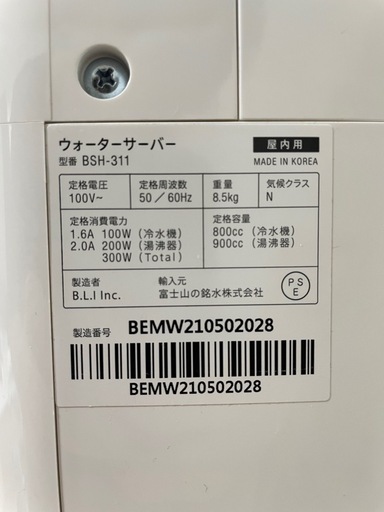 ウォーターサーバー
屋内用
型番 BSH-311
MADE IN KOREA
定格電圧 定格周波数 重量 気候クラス
100V~ 50／60Hz 8.5kg N
定格消費電力 定格容量
1.6A 100W (冷水機) 800cc (冷水機)
2.0A 200W (湯沸器) 900cc (湯沸器)
300W (Total)
製造者 輸入元
B.L.I Inc. 富士山の銘水株式会社
PS
E
製造番号 BEMW210502028
BEMW210502028